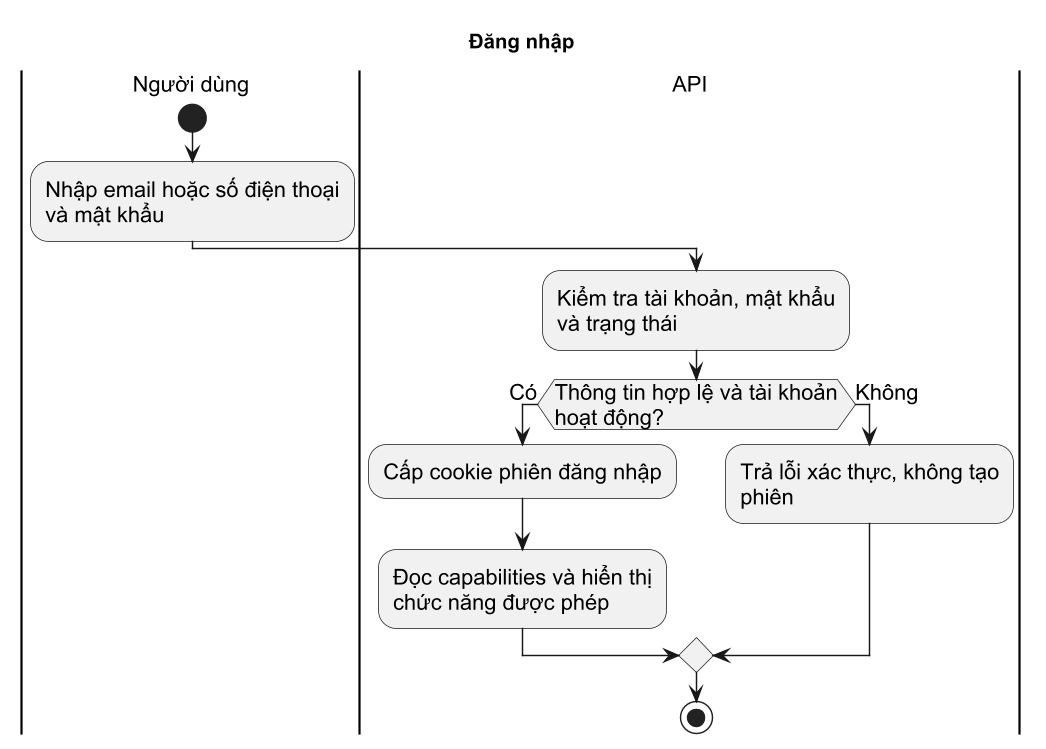 Đăng nhập
Người dùng
API
Nhập email hoặc số điện thoại
và mật khẩu
Kiểm tra tài khoản, mật khẩu
và trạng thái
Có
Thông tin hợp lệ và tài khoản
hoạt động?
Không
Cấp cookie phiên đăng nhập
Trả lỗi xác thực, không tạo
phiên
Đọc capabilities và hiển thị
chức năng được phép